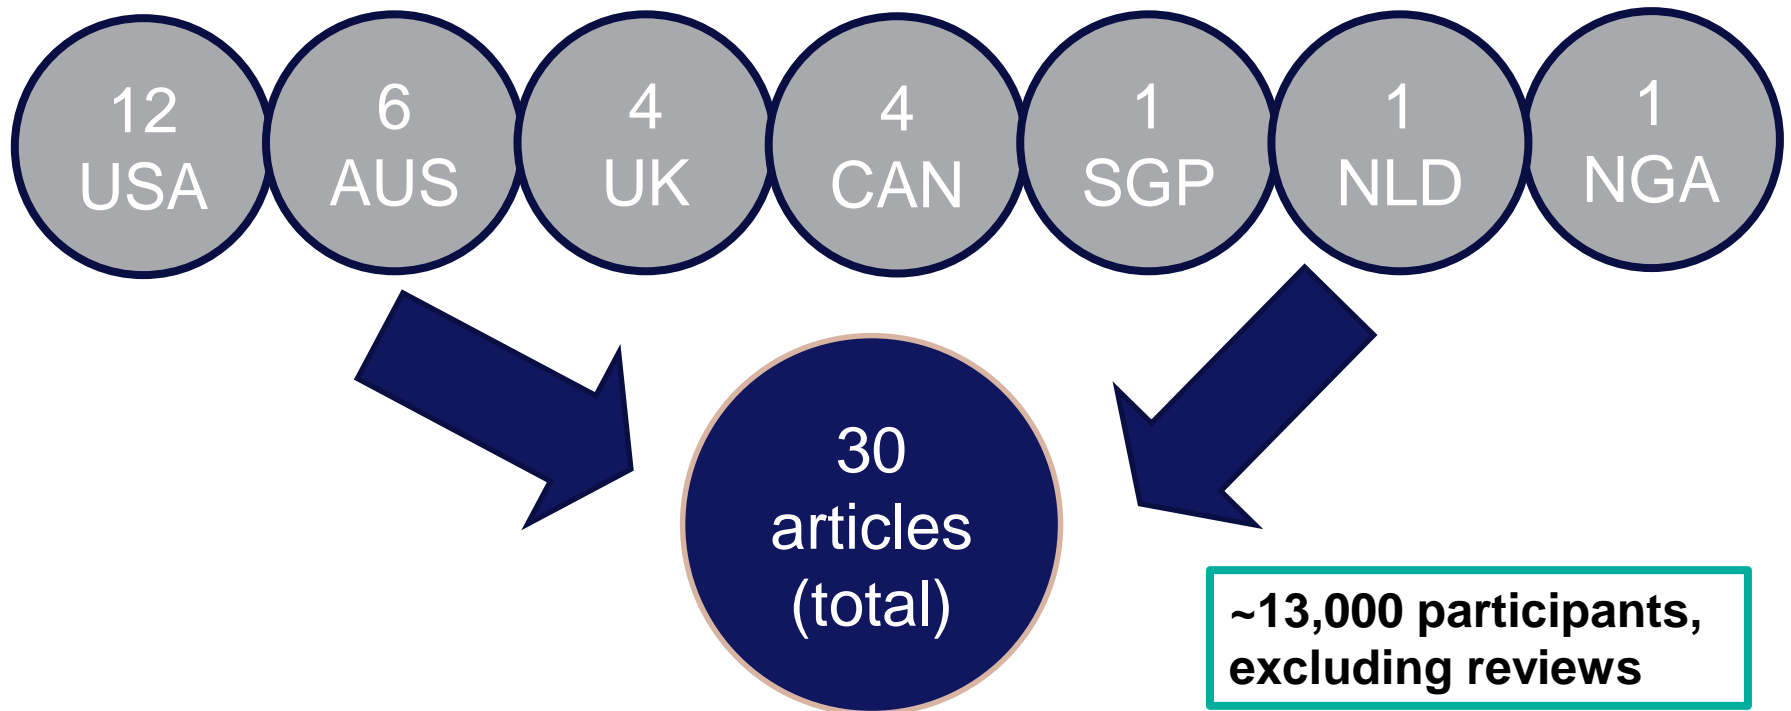 12
USA
6
AUS
4
UK
4
CAN
1
SGP
1
NLD
1
NGA
30
articles
(total)
~13,000 participants,
excluding reviews